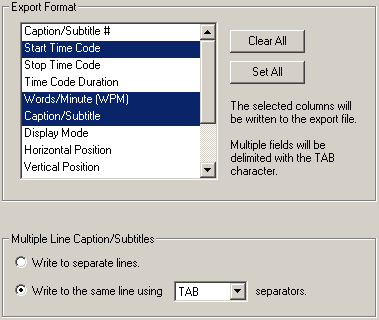 Export Format
Caption/Subtitle #
Start Time Code
Stop Time Code
Time Code Duration
Words/Minute (WPM)
Caption/Subtitle
Display Mode
Horizontal Position
Vertical Position
Clear All
Set All
The selected columns will
be written to the export file.
Multiple fields will be
delimited with the TAB
character.
Multiple Line Caption/Subtitles
Write to separate lines.
Write to the same line using TAB separators.